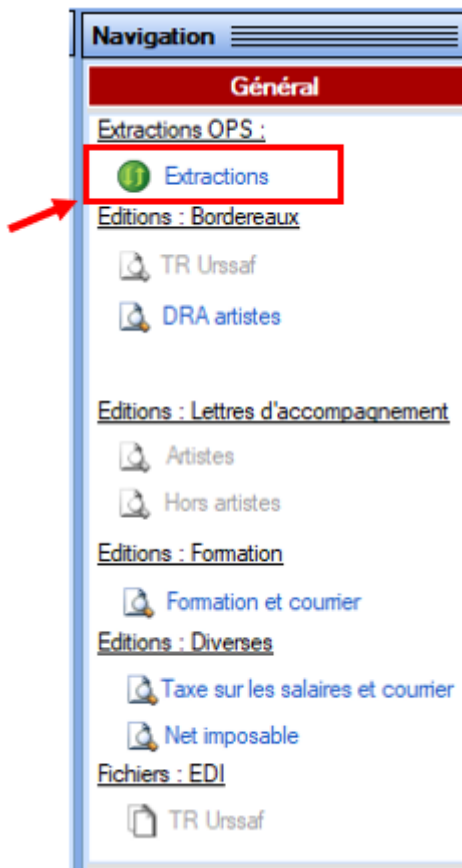 Navigation
Général
Extractions OPS :
Extractions
Editions : Bordereaux
TR Urssaf
DRA artistes
Editions : Lettres d'accompagnement
Artistes
Hors artistes
Editions : Formation
Formation et courrier
Editions : Diverses
Taxe sur les salaires et courrier
Net imposable
Fichiers : EDI
TR Urssaf